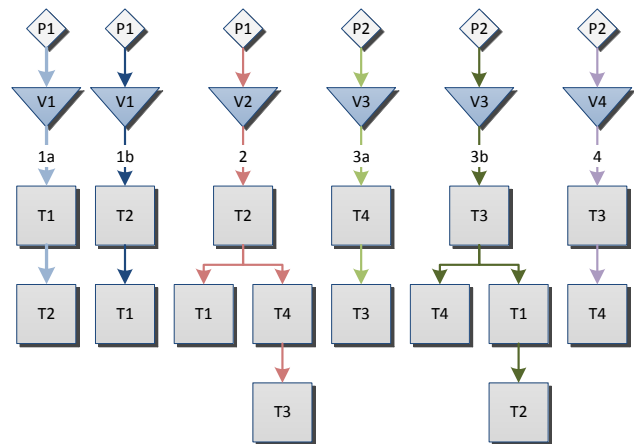 P1 P1 P1 P2 P2 P2
V1 V1 V2 V3 V3 V4
1a 1b 2 3a 3b 4
T1 T2 T2 T4 T3 T3
T2 T1 T1 T4 T3 T4 T1 T4
T3 T2